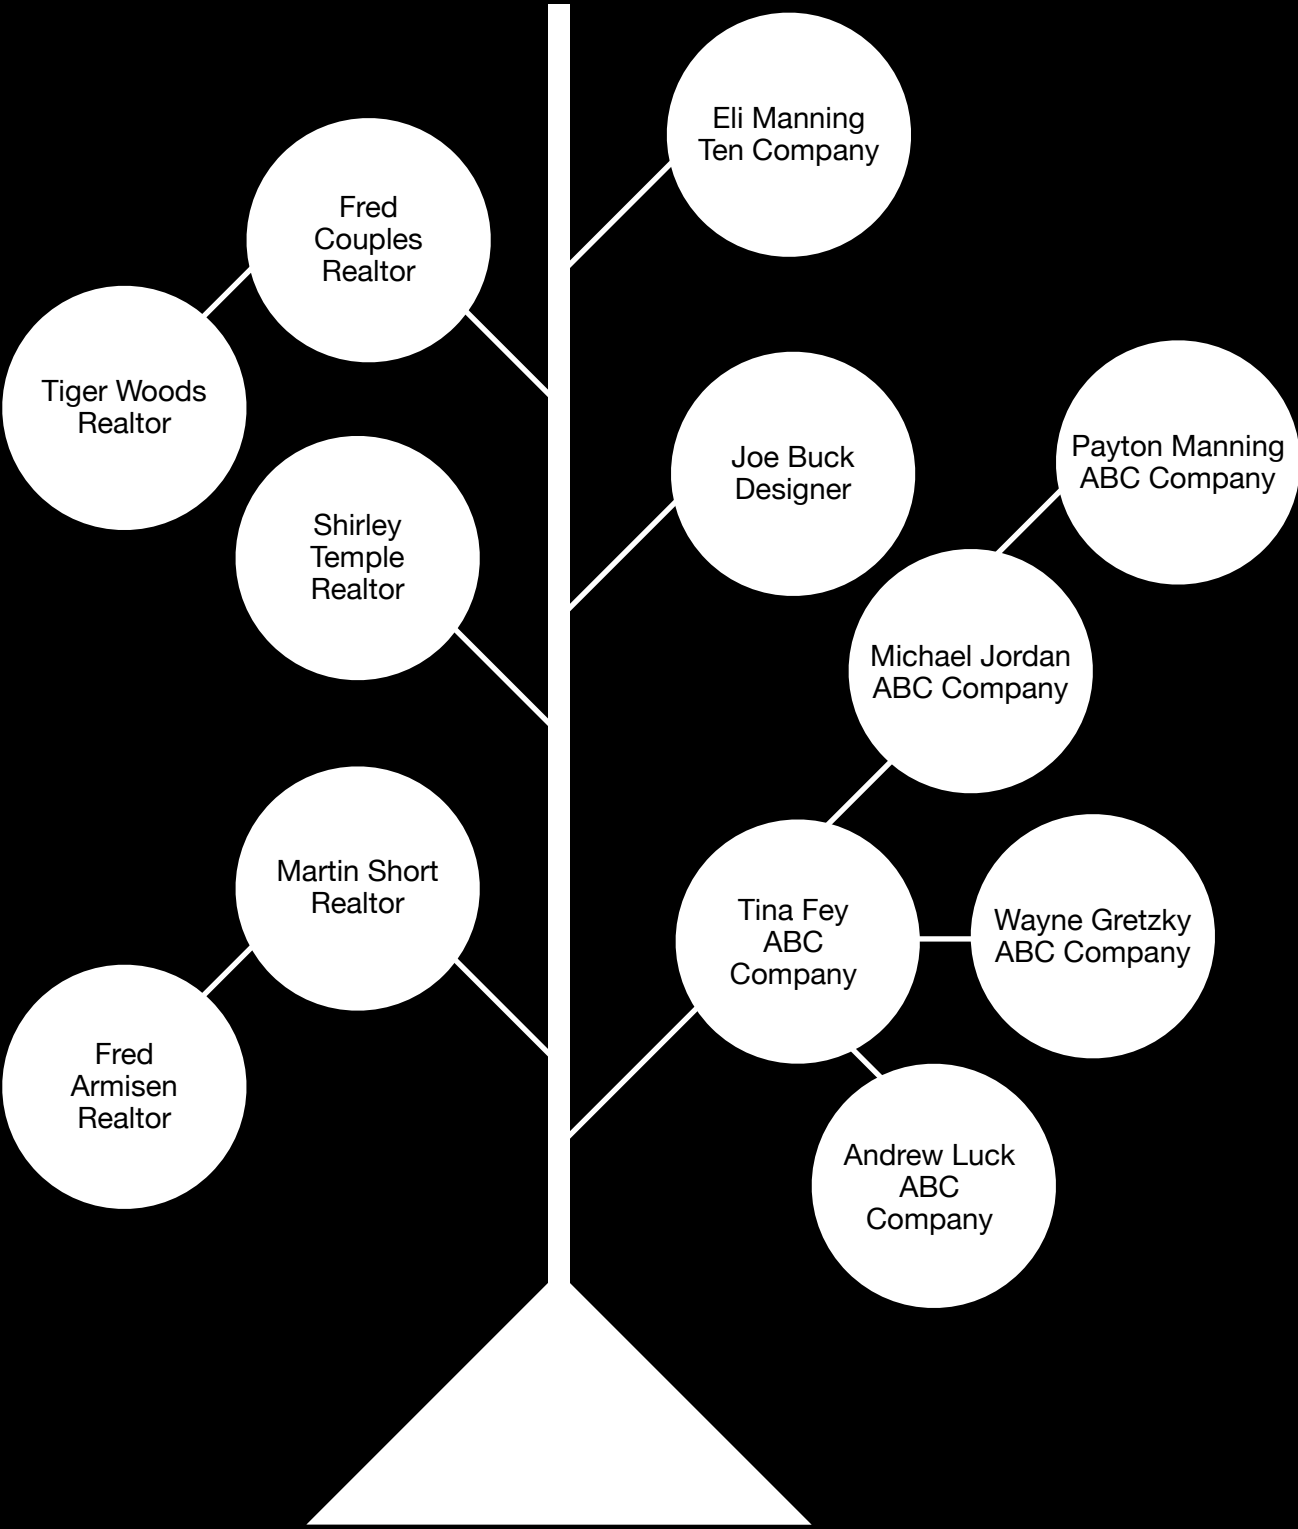 Eli Manning
Ten Company
Fred
Couples
Realtor
Tiger Woods
Realtor
Joe Buck
Designer
Payton Manning
ABC Company
Shirley
Temple
Realtor
Michael Jordan
ABC Company
Martin Short
Realtor
Tina Fey
ABC
Company
Wayne Gretzky
ABC Company
Fred
Armisen
Realtor
Andrew Luck
ABC
Company